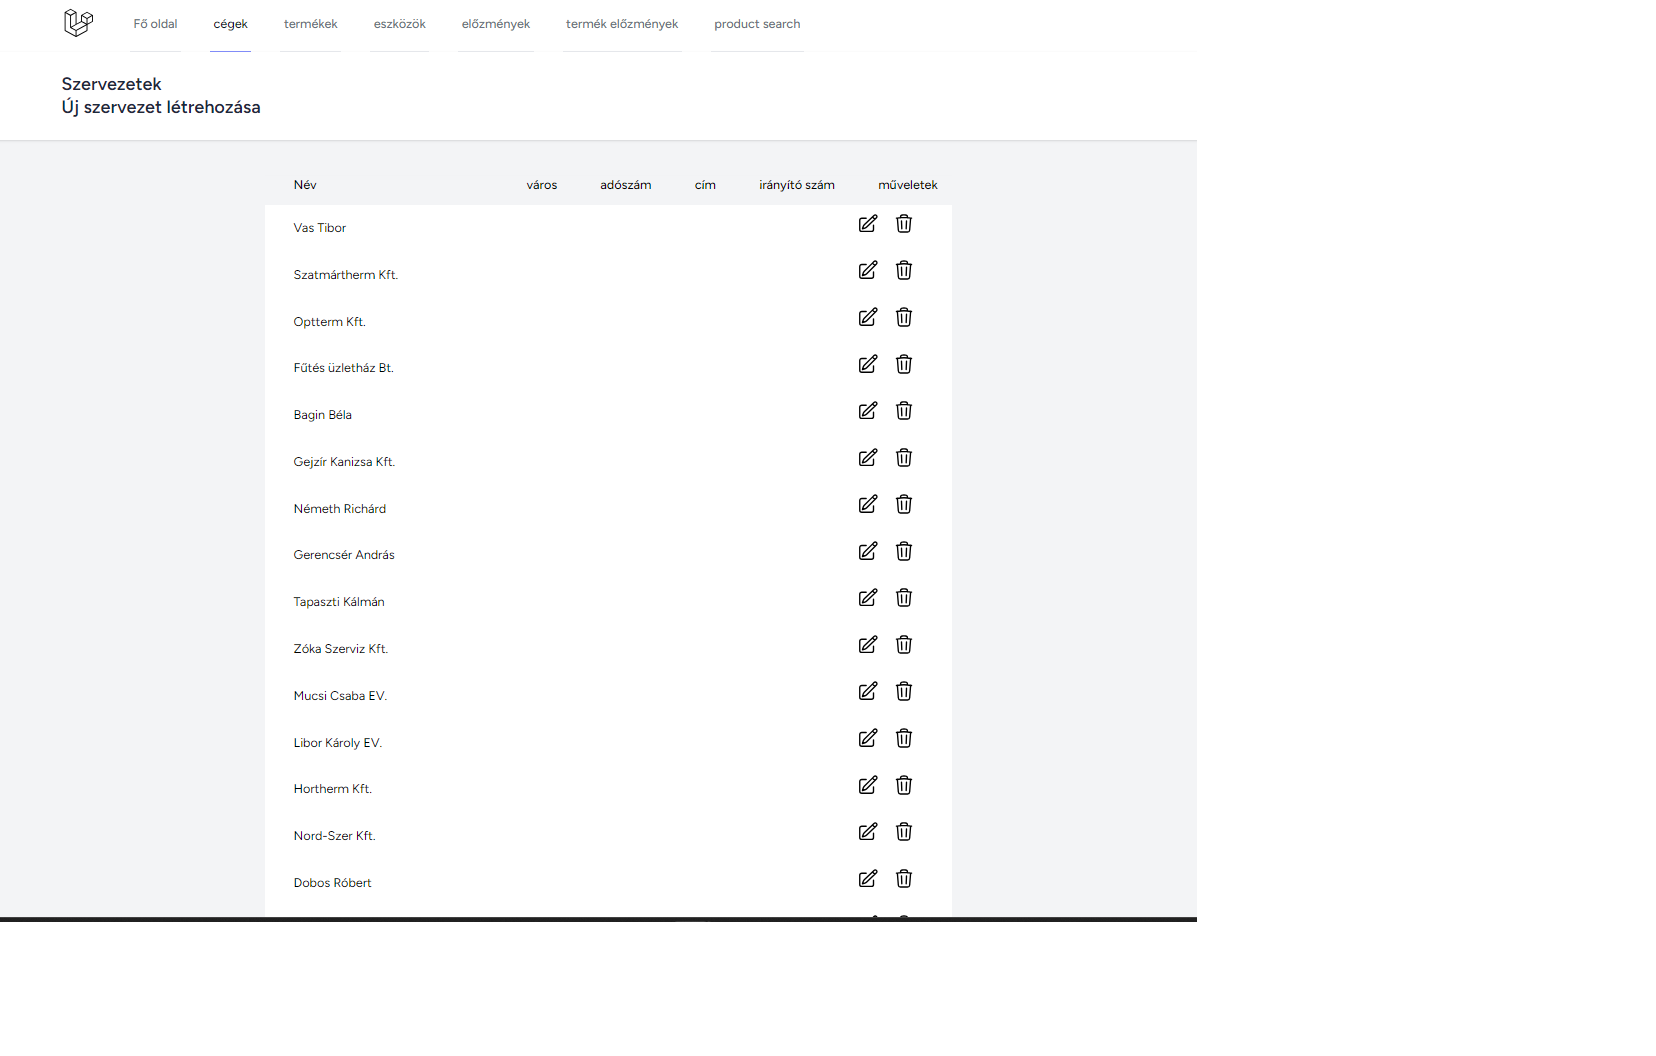 Fő oldal cégek termékek eszközök előzmények termék előzmények product search
Szervezetek
Új szervezet létrehozása
Név város adószám cím irányító szám műveletek
Vas Tibor
Szatmártherm Kft.
Optterm Kft.
Fűtés üzletház Bt.
Bagin Béla
Gejzír Kanizsa Kft.
Németh Richárd
Gerencsér András
Tapaszti Kálmán
Zóka Szerviz Kft.
Mucsi Csaba EV.
Libor Károly EV.
Hortherm Kft.
Nord-Szer Kft.
Dobos Róbert